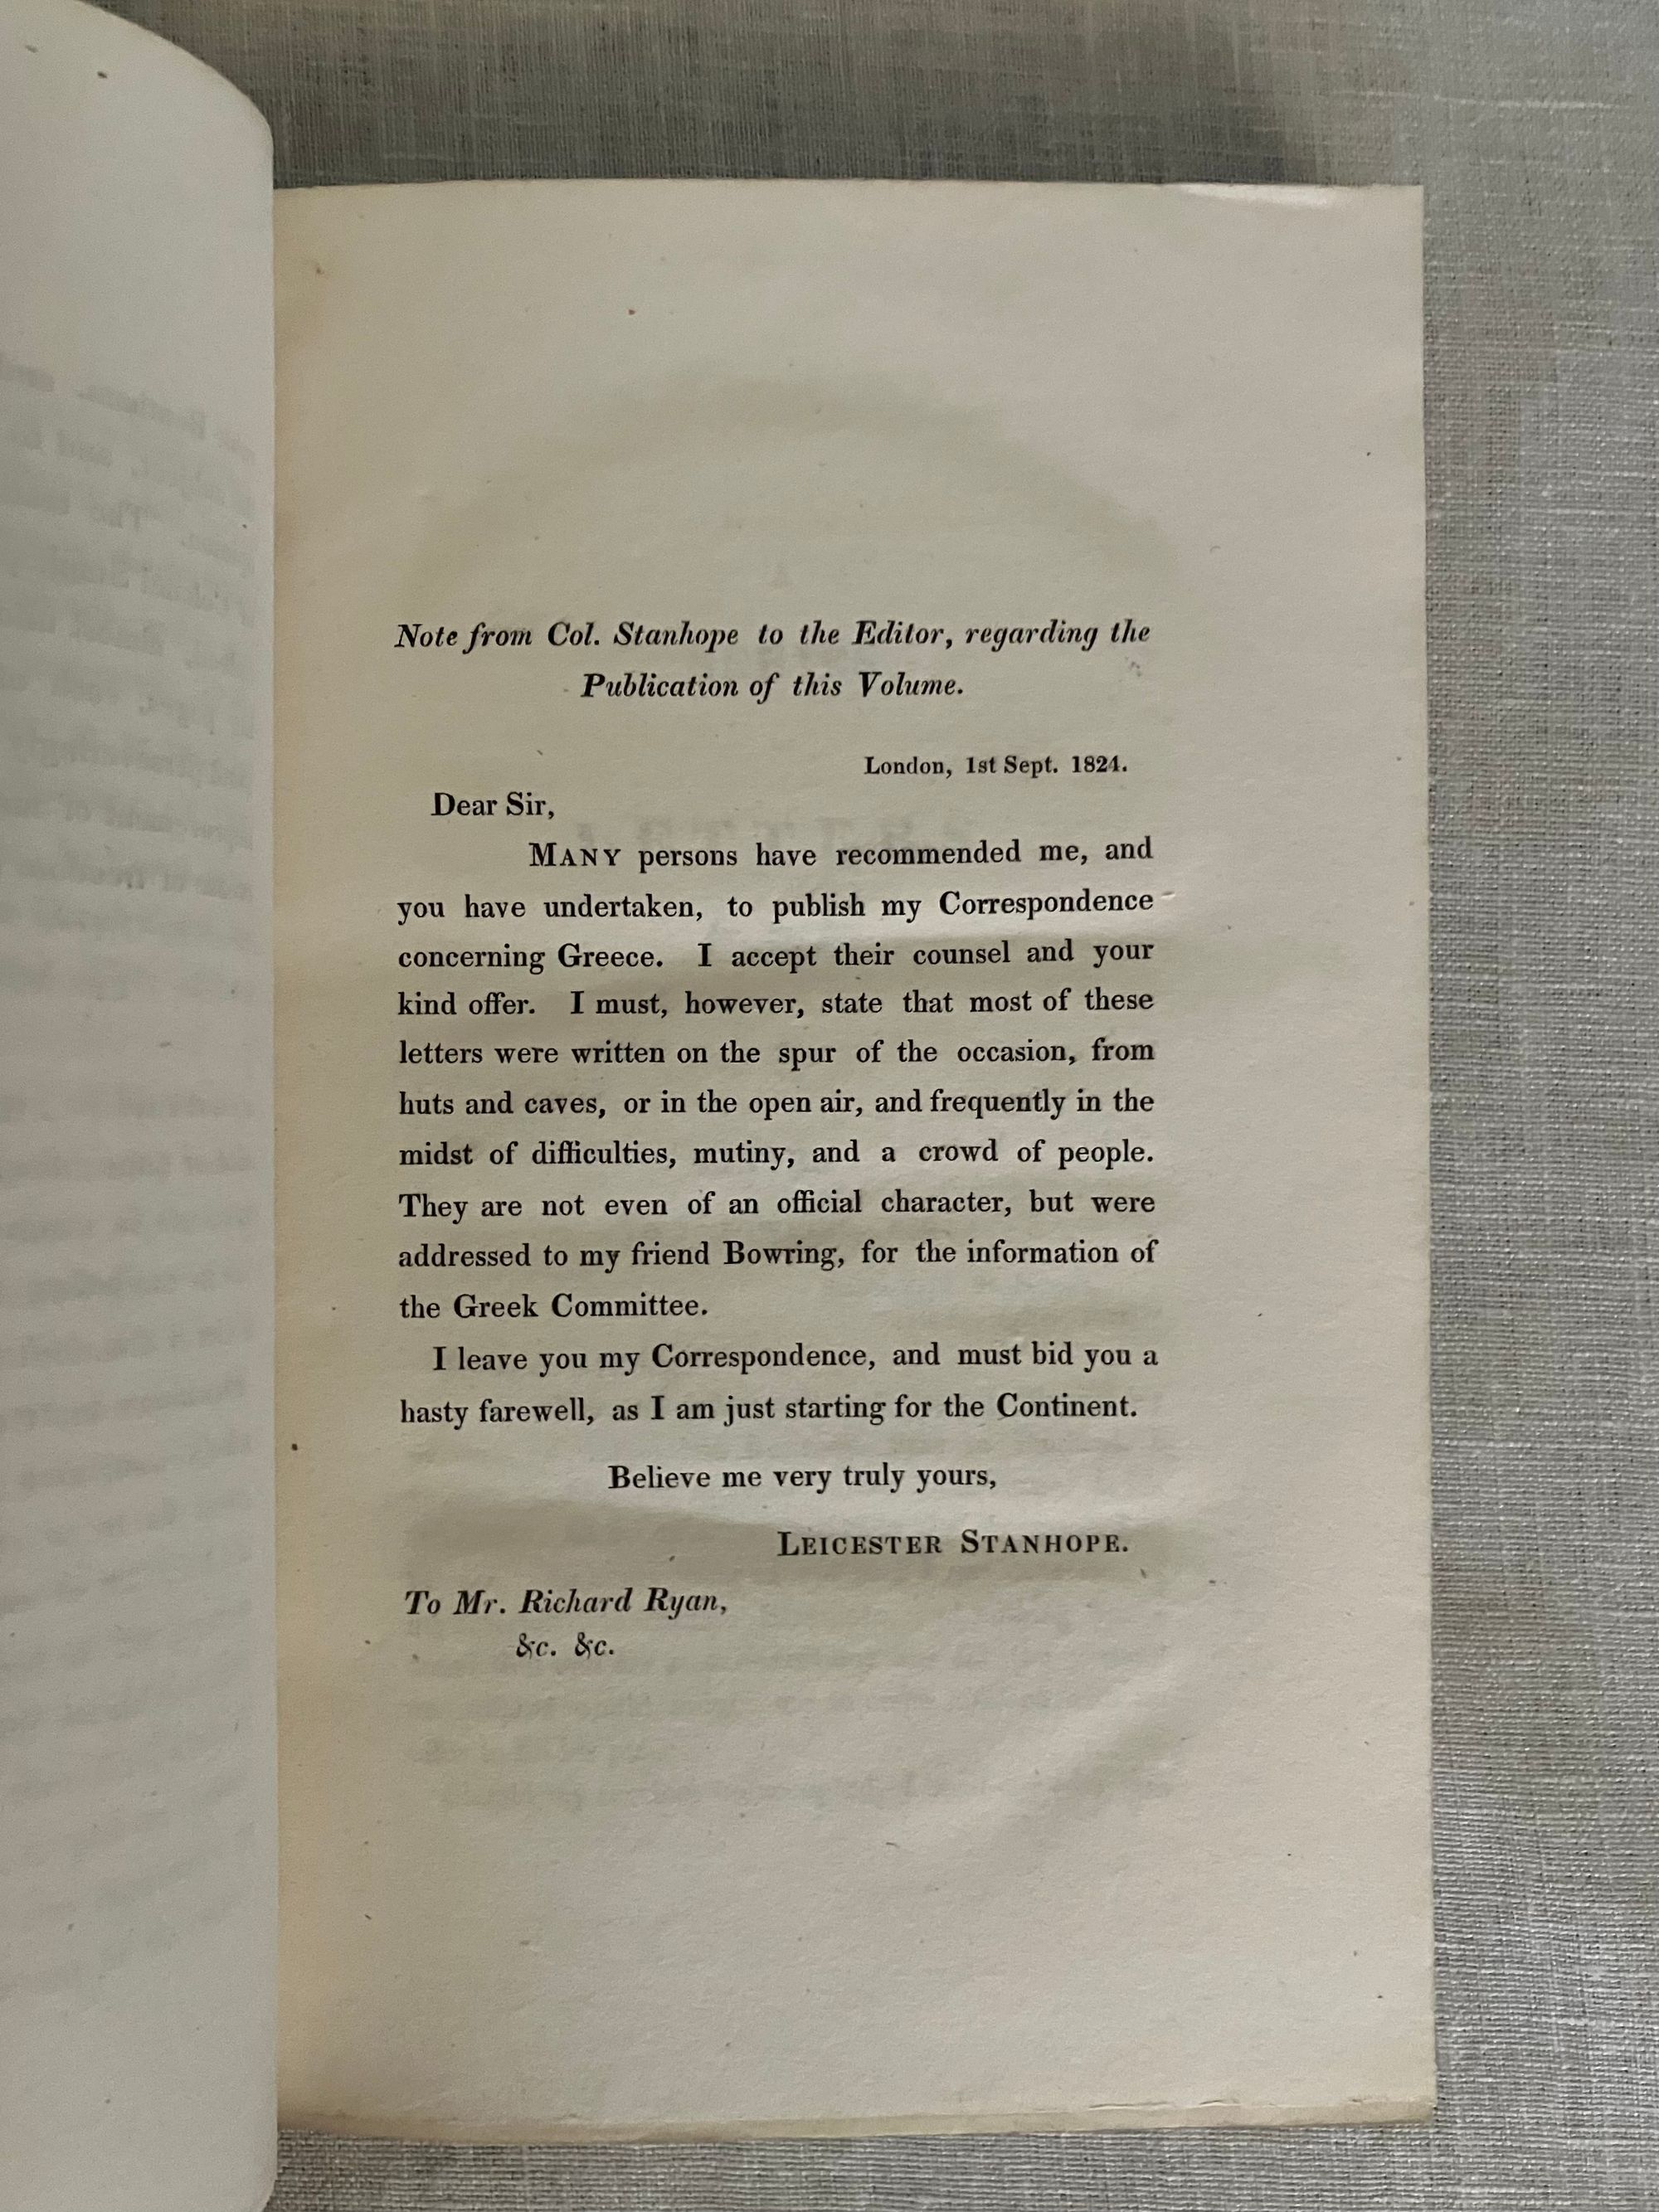 Note from Col. Stanhope to the Editor, regarding the
Publication of this Volume.
London, 1st Sept. 1824.
Dear Sir,
MANY persons have recommended me, and
you have undertaken, to publish my Correspondence
concerning Greece. I accept their counsel and your
kind offer. I must, however, state that most of these
letters were written on the spur of the occasion, from
huts and caves, or in the open air, and frequently in the
midst of difficulties, mutiny, and a crowd of people.
They are not even of an official character, but were
addressed to my friend Bowring, for the information of
the Greek Committee.
I leave you my Correspondence, and must bid you a
hasty farewell, as I am just starting for the Continent.
Believe me very truly yours,
LEICESTER STANHOPE.
To Mr. Richard Ryan,
&c. &c.